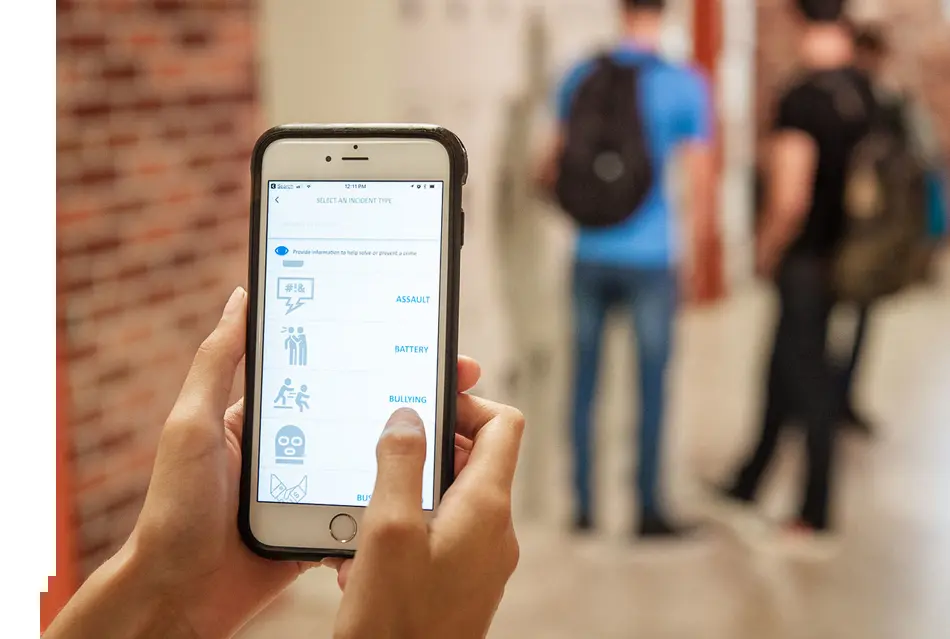 Search 12:11 PM
SELECT AN INCIDENT TYPE
Provide information to help solve or prevent a crime
#!&
ASSAULT
BATTERY
BULLYING
BUS